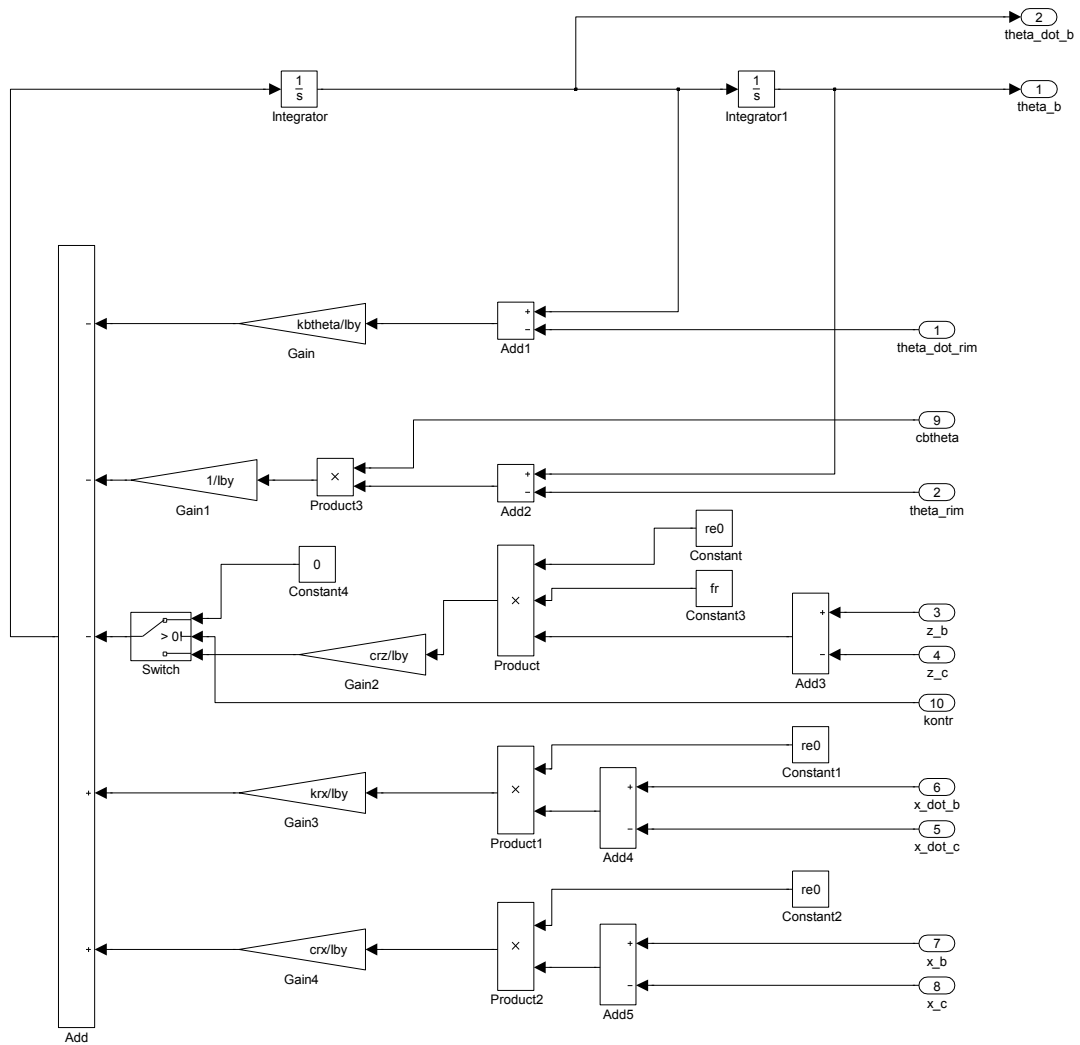 2
theta_dot_b
1
s
Integrator
1
s
Integrator1
1
theta_b
−
kbtheta/Iby
Gain
+
−
Add1
1
theta_dot_rim
9
cbtheta
−
1/Iby
Gain1
×
Product3
+
−
Add2
2
theta_rim
re0
Constant
0
Constant4
fr
Constant3
×
Product
−
> 0
Switch
crz/Iby
Gain2
+
−
Add3
3
z_b
4
z_c
10
kontr
re0
Constant1
+
krx/Iby
Gain3
×
Product1
+
−
Add4
6
x_dot_b
5
x_dot_c
re0
Constant2
+
crx/Iby
Gain4
×
Product2
+
−
Add5
7
x_b
8
x_c
Add